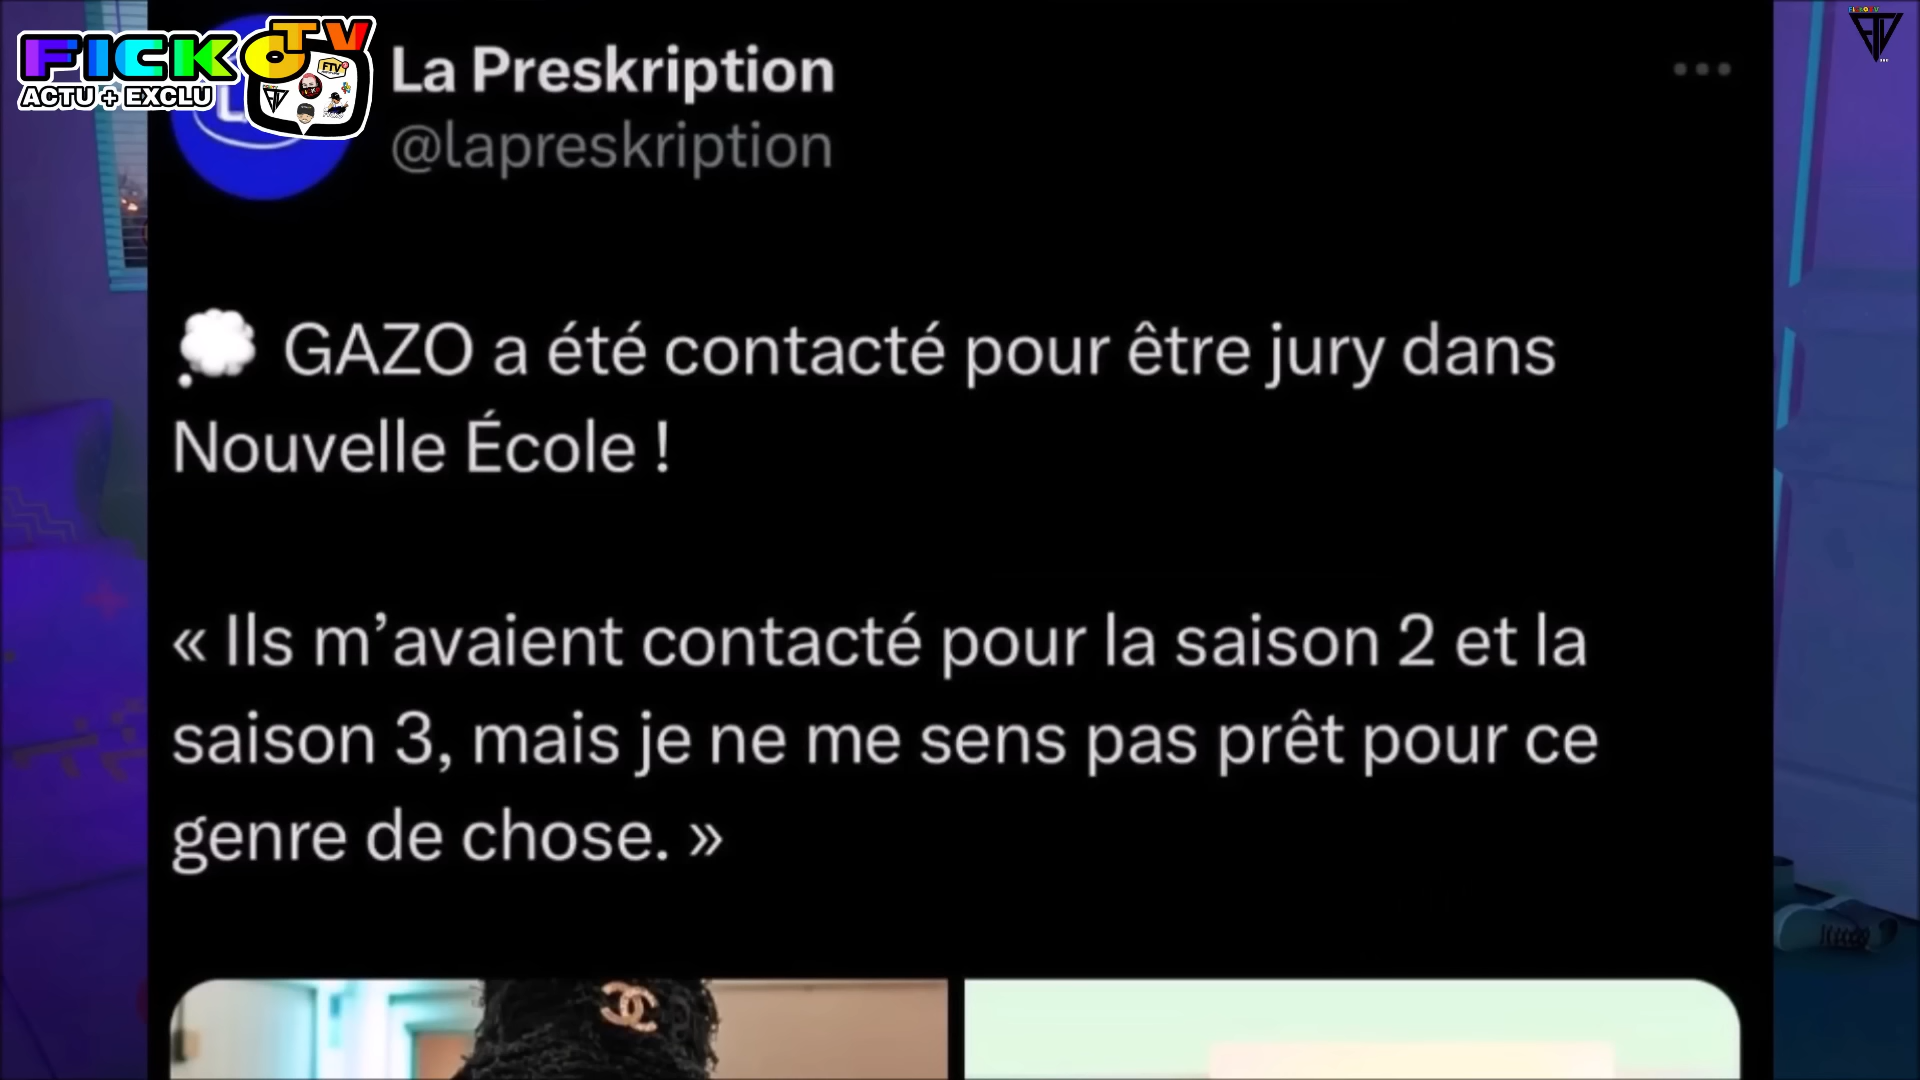 FICKO TV
ACTU + EXCLU
FTV
La Preskription
@lapreskription
GAZO a été contacté pour être jury dans
Nouvelle École !
« Ils m’avaient contacté pour la saison 2 et la
saison 3, mais je ne me sens pas prêt pour ce
genre de chose. »